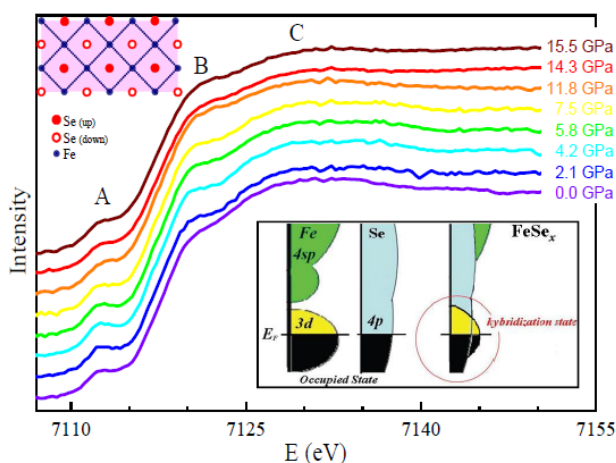 C
B
A
Se (up)
Se (down)
Fe
15.5 GPa
14.3 GPa
11.8 GPa
7.5 GPa
5.8 GPa
4.2 GPa
2.1 GPa
0.0 GPa
Intensity
Fe
4sp
Se
FeSex
3d
4p
EF
hybridization state
Occupied State
7110
7125
7140
7155
E (eV)